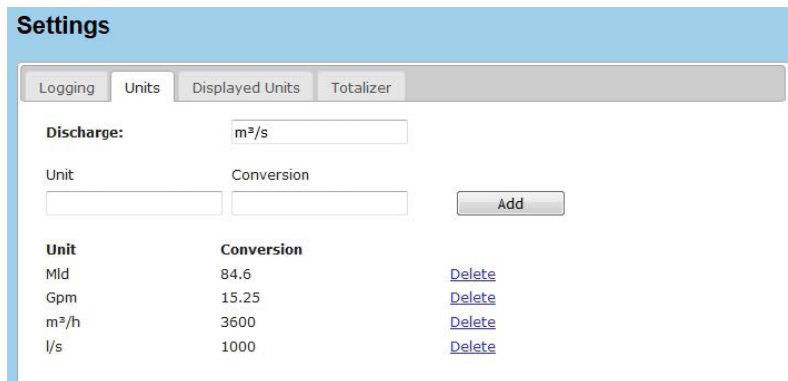 Settings
Logging Units Displayed Units Totalizer
Discharge: m³/s
Unit Conversion
Add
Unit Conversion
Mld 84.6 Delete
Gpm 15.25 Delete
m³/h 3600 Delete
l/s 1000 Delete